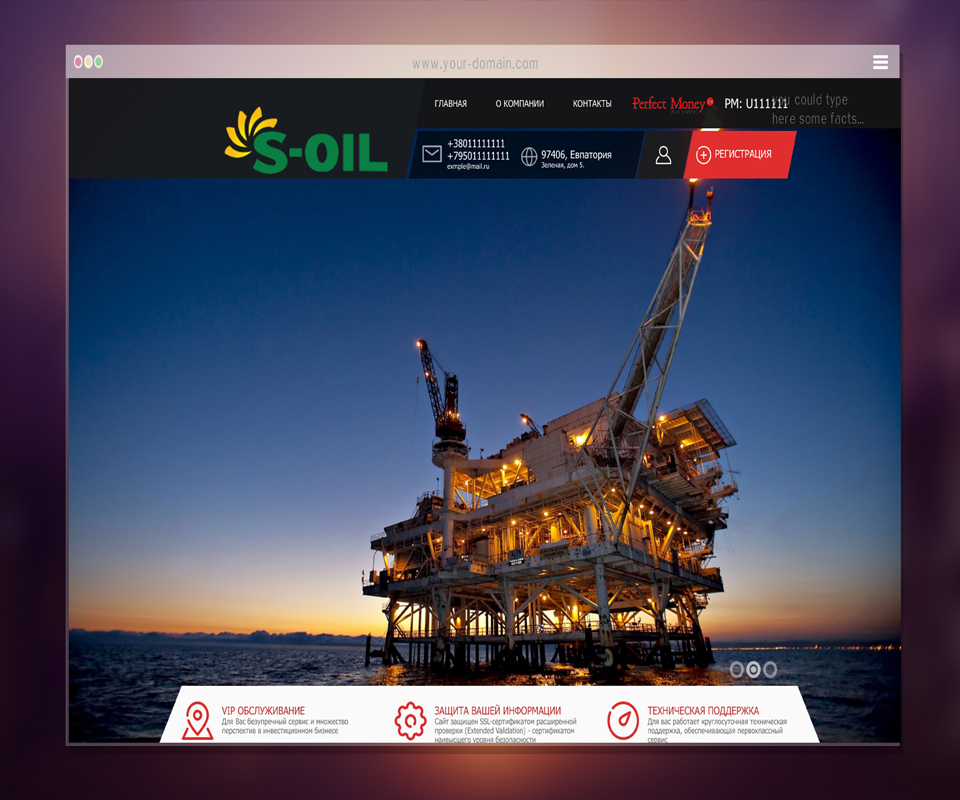 www.your-domain.com
ГЛАВНАЯ
О КОМПАНИИ
КОНТАКТЫ
Perfect Money
PM: U111111
you could type
here some facts...
S-OIL
+38011111111
+795011111111
exmple@mail.ru
97406, Евпатория
Зеленая, дом 5.
РЕГИСТРАЦИЯ
VIP ОБСЛУЖИВАНИЕ
Для Вас безупречный сервис и множество
перспектив в инвестиционном бизнесе
ЗАЩИТА ВАШЕЙ ИНФОРМАЦИИ
Сайт защищен SSL-сертификатом расширенной
проверки (Extended Validation) - сертификатом
наивысшего уровня безопасности
ТЕХНИЧЕСКАЯ ПОДДЕРЖКА
Для вас работает круглосуточная техническая
поддержка, обеспечивающая первоклассный
сервис